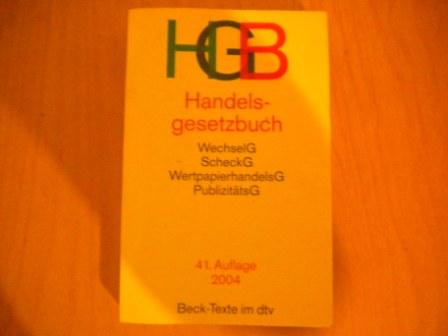 HGB
Handels-
gesetzbuch
WechselG
ScheckG
WertpapierhandelsG
PublizitätsG
41. Auflage
2004
Beck-Texte im dtv